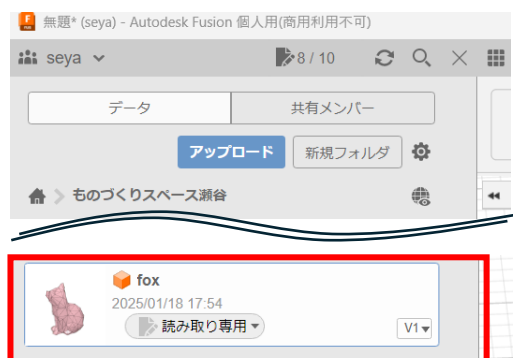 無題* (seya) - Autodesk Fusion 個人用(商用利用不可)
seya 8 / 10
データ 共有メンバー
アップロード 新規フォルダ
ものづくりスペース瀬谷
fox
2025/01/18 17:54
読み取り専用 V1